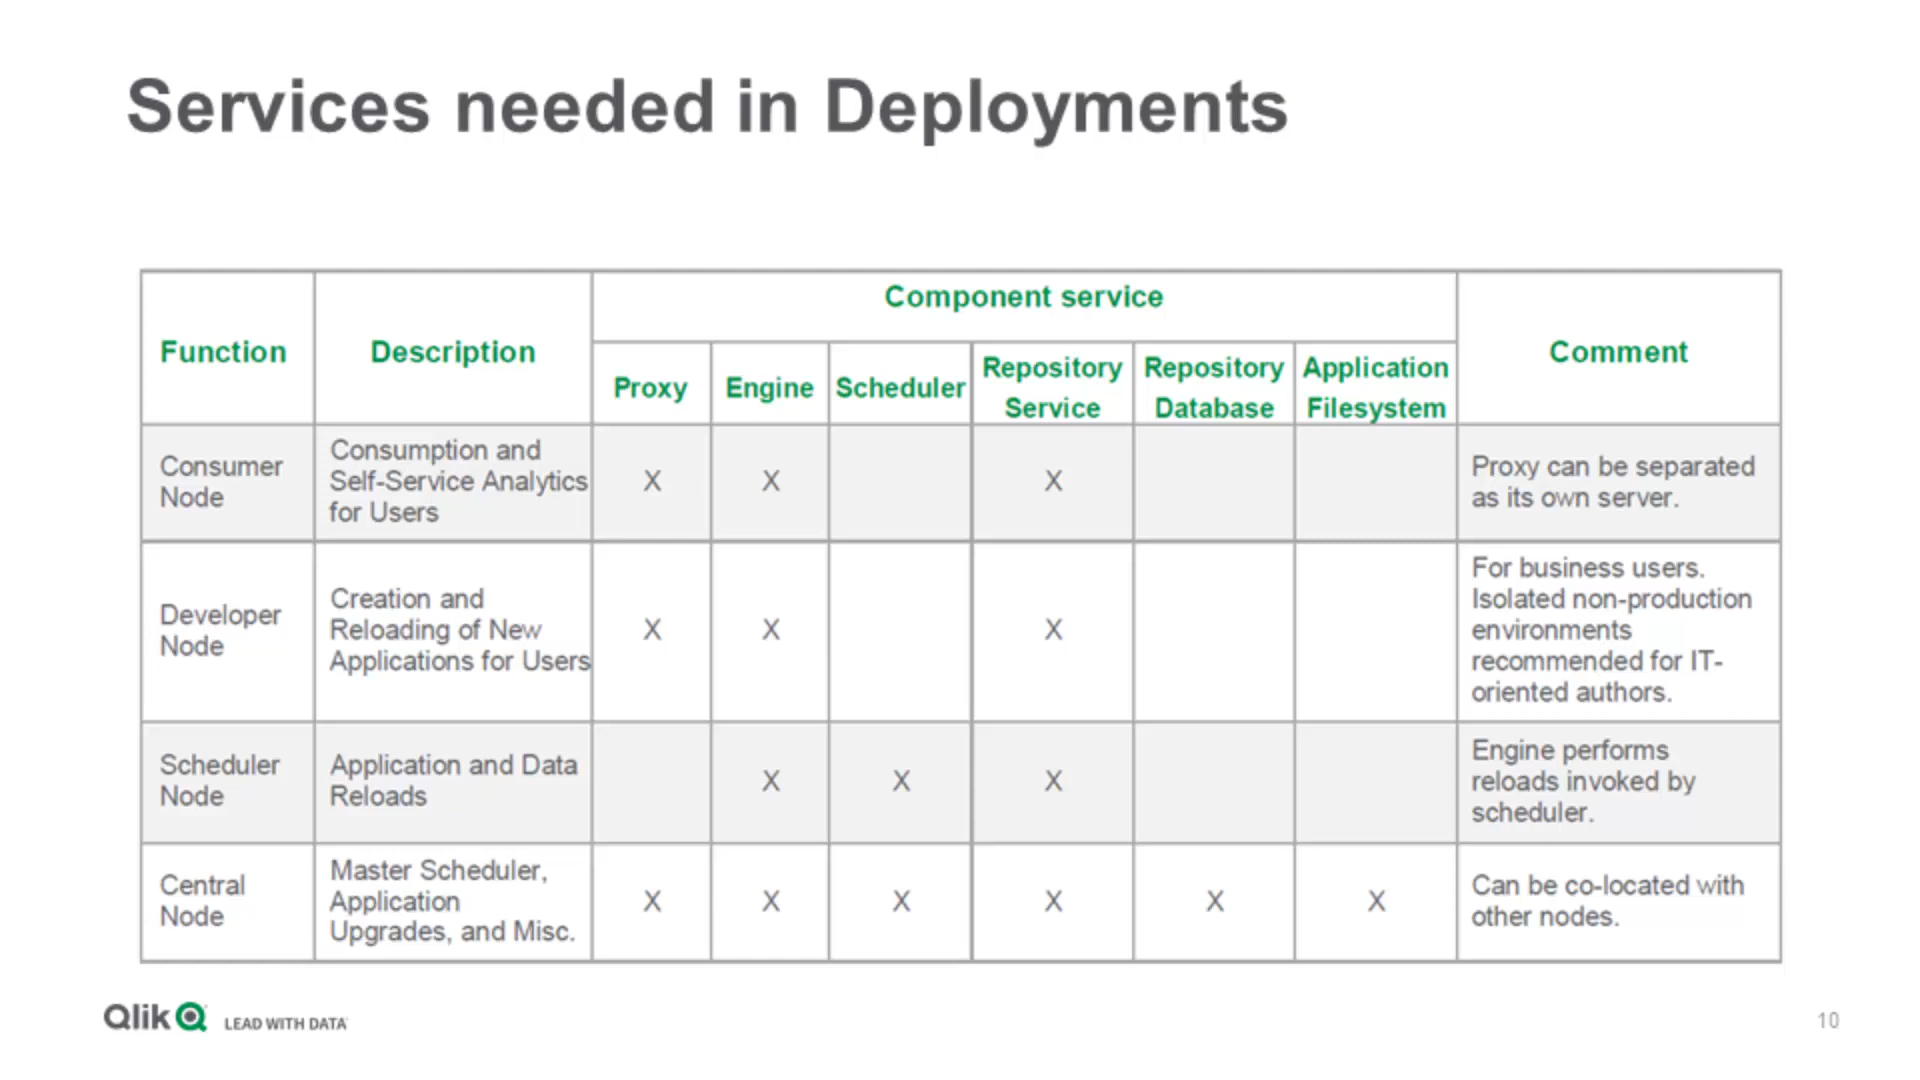 Services needed in Deployments
Function
Description
Component service
Comment
Proxy
Engine
Scheduler
Repository
Service
Repository
Database
Application
Filesystem
Consumer
Node
Consumption and
Self-Service Analytics
for Users
X
X
X
Proxy can be separated
as its own server.
Developer
Node
Creation and
Reloading of New
Applications for Users
X
X
X
For business users.
Isolated non-production
environments
recommended for IT-
oriented authors.
Scheduler
Node
Application and Data
Reloads
X
X
X
Engine performs
reloads invoked by
scheduler.
Central
Node
Master Scheduler,
Application
Upgrades, and Misc.
X
X
X
X
X
X
Can be co-located with
other nodes.
Qlik
LEAD WITH DATA
10